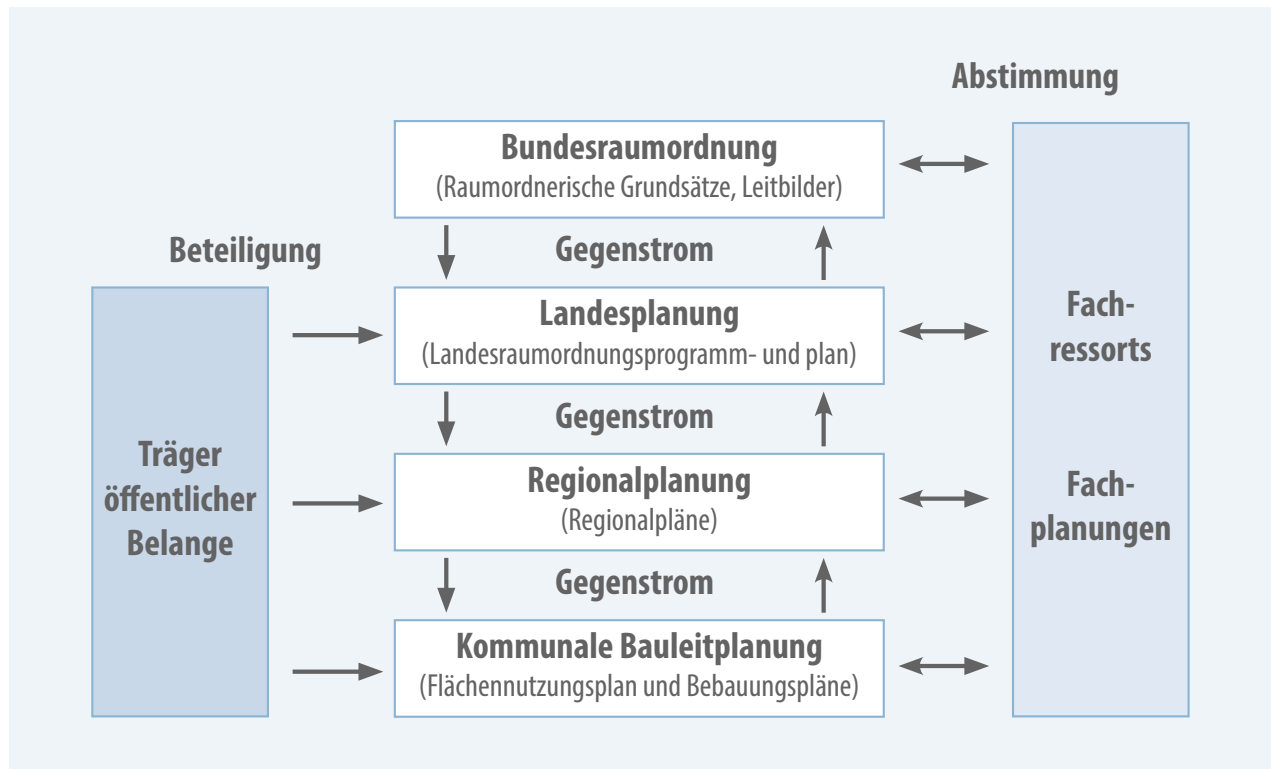 Abstimmung
Bundesraumordnung
(Raumordnerische Grundsätze, Leitbilder)
Beteiligung
Gegenstrom
Landesplanung
(Landesraumordnungsprogramm- und plan)
Fach-
ressorts
Gegenstrom
Träger
öffentlicher
Belange
Regionalplanung
(Regionalpläne)
Fach-
planungen
Gegenstrom
Kommunale Bauleitplanung
(Flächennutzungsplan und Bebauungspläne)